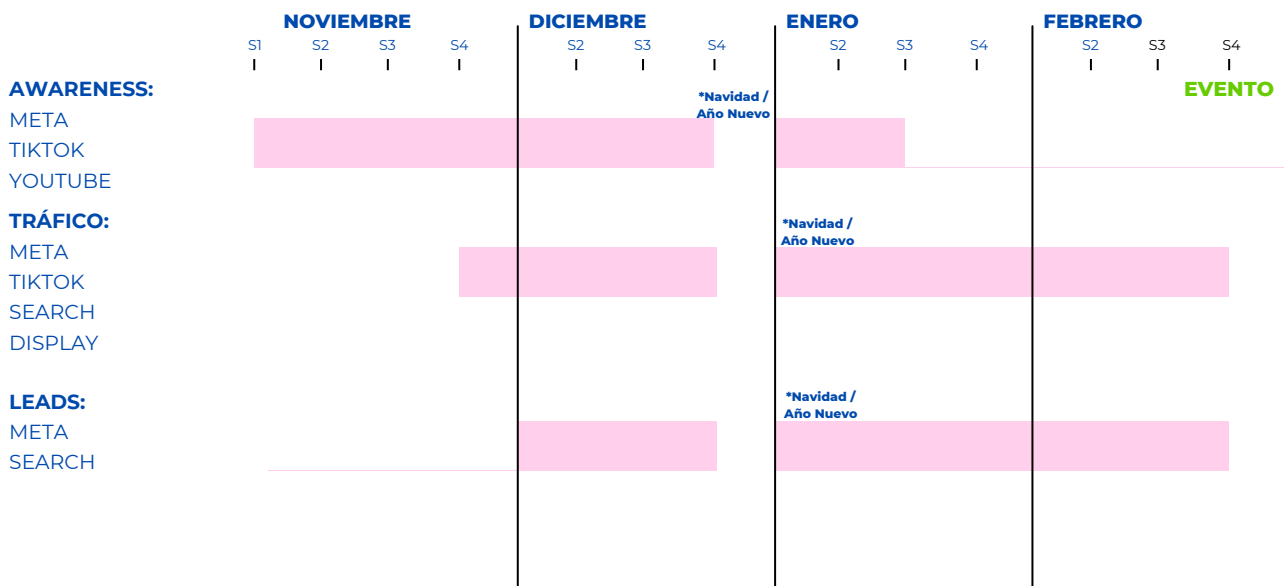 NOVIEMBRE DICIEMBRE ENERO FEBRERO
S1 S2 S3 S4 S2 S3 S4 S2 S3 S4 S2 S3 S4
AWARENESS:
EVENTO
*Navidad /
Año Nuevo
META
TIKTOK
YOUTUBE
TRÁFICO:
*Navidad /
Año Nuevo
META
TIKTOK
SEARCH
DISPLAY
LEADS:
*Navidad /
Año Nuevo
META
SEARCH